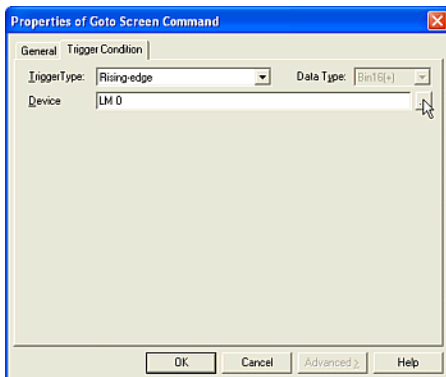 Properties of Goto Screen Command
General Trigger Condition
TriggerType: Rising-edge Data Type: Bin16(+)
Device LM 0
OK Cancel Advanced > Help